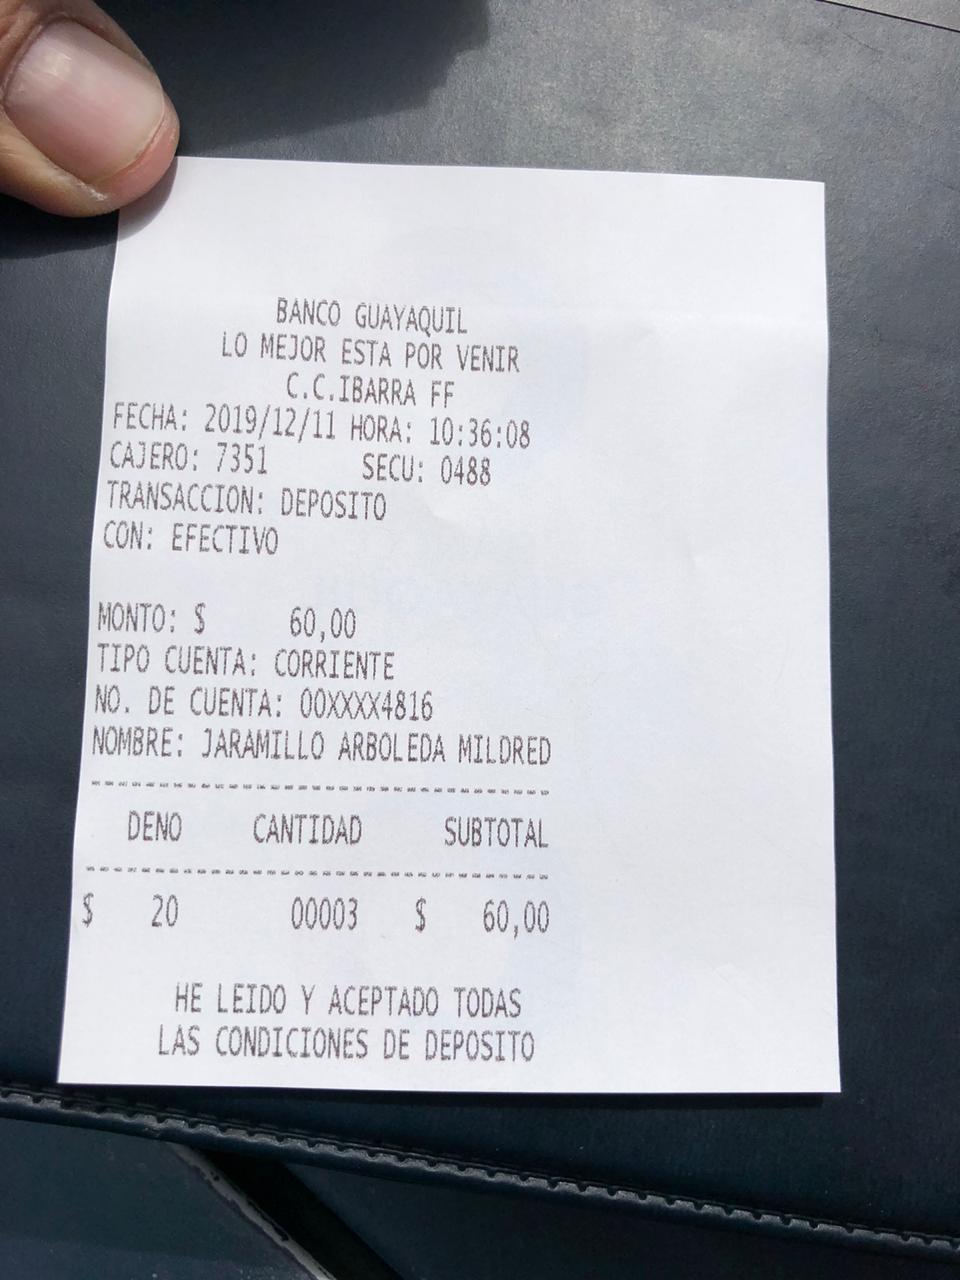 BANCO GUAYAQUIL
LO MEJOR ESTA POR VENIR
C.C.IBARRA FF
FECHA: 2019/12/11 HORA: 10:36:08
CAJERO: 7351 SECU: 0488
TRANSACCION: DEPOSITO
CON: EFECTIVO
MONTO: $ 60,00
TIPO CUENTA: CORRIENTE
NO. DE CUENTA: 00XXXX4816
NOMBRE: JARAMILLO ARBOLEDA MILDRED
DENO CANTIDAD SUBTOTAL
$ 20 00003 $ 60,00
HE LEIDO Y ACEPTADO TODAS
LAS CONDICIONES DE DEPOSITO